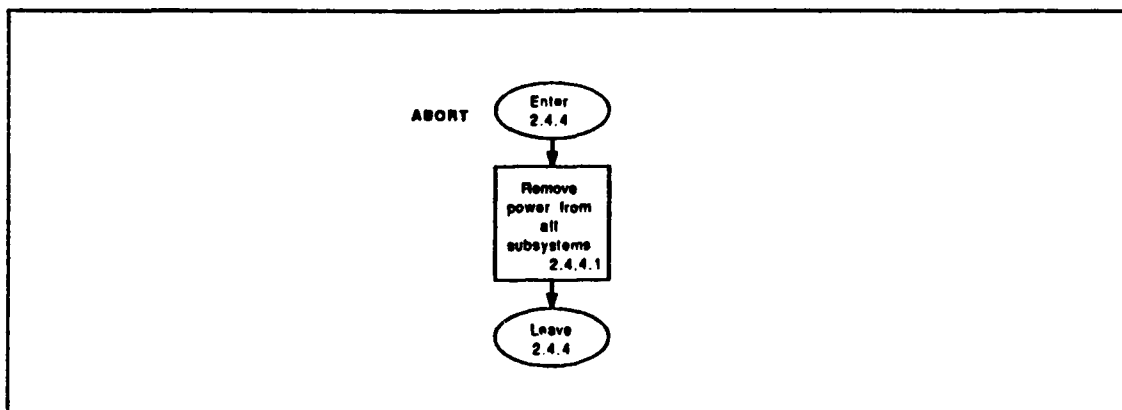 ABORT
Enter
2.4.4
Remove
power from
all
subsystems
2.4.4.1
Leave
2.4.4